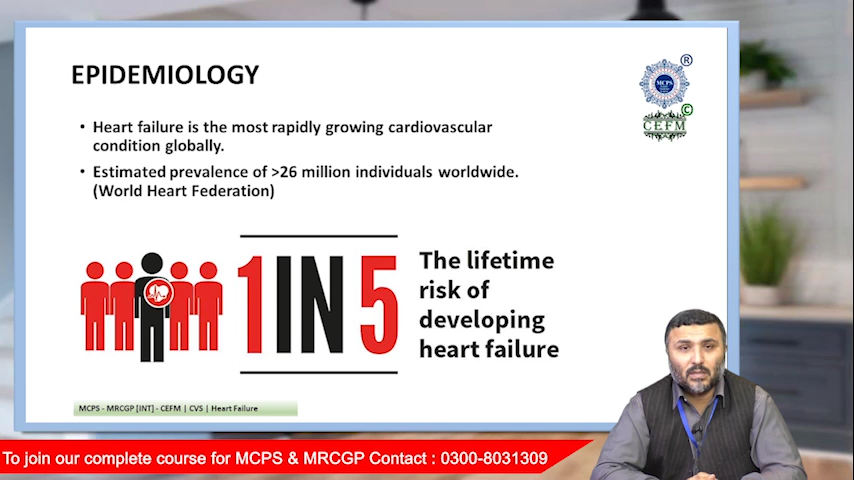 EPIDEMIOLOGY
®
MCPS
©
CEFM
• Heart failure is the most rapidly growing cardiovascular
condition globally.
• Estimated prevalence of >26 million individuals worldwide.
(World Heart Federation)
1 IN 5
The lifetime
risk of
developing
heart failure
MCPS - MRCGP [INT] - CEFM | CVS | Heart Failure
To join our complete course for MCPS & MRCGP Contact : 0300-8031309